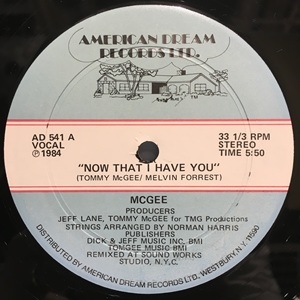 AMERICAN DREAM
RECORDS LTD.
TM
AD 541 A
VOCAL
℗1984
33 1/3 RPM
STEREO
TIME 5:50
"NOW THAT I HAVE YOU"
(TOMMY McGEE/ MELVIN FORREST)
MCGEE
PRODUCERS
JEFF LANE, TOMMY McGEE for TMG Productions
STRINGS ARRANGED BY NORMAN HARRIS
PUBLISHERS
DICK & JEFF MUSIC INC. BMI
TOMGEE MUSIC BMI
REMIXED AT SOUND WORKS
STUDIO, N.Y.C.
DISTRIBUTED BY AMERICAN DREAM RECORDS LTD., WESTBURY, N.Y. 11590